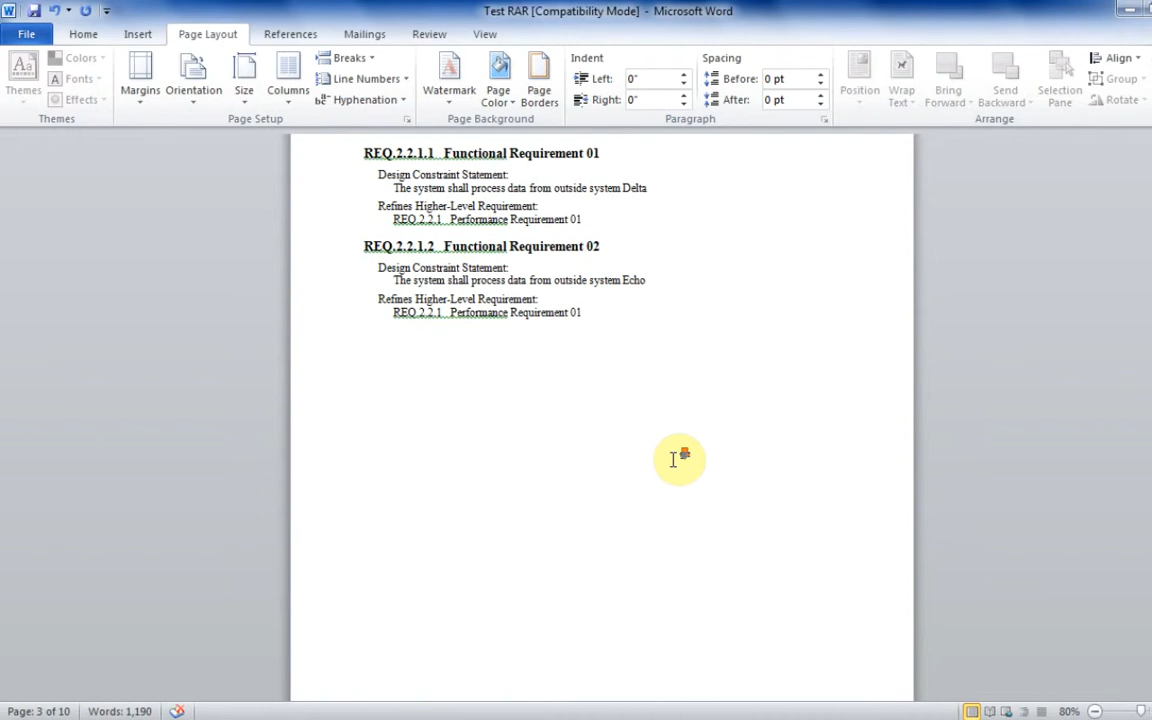 Test RAR [Compatibility Mode] - Microsoft Word
File Home Insert Page Layout References Mailings Review View
Themes Colors Fonts Effects Themes
Margins Orientation Size Columns Breaks Line Numbers Hyphenation Page Setup
Watermark Page Color Page Borders Page Background
Indent Left: 0" Right: 0" Spacing Before: 0 pt After: 0 pt Paragraph
Position Wrap Text Bring Forward Send Backward Selection Pane Align Group Rotate Arrange
REQ.2.2.1.1 Functional Requirement 01
Design Constraint Statement:
The system shall process data from outside system Delta
Refines Higher-Level Requirement:
REQ.2.2.1 Performance Requirement 01
REQ.2.2.1.2 Functional Requirement 02
Design Constraint Statement:
The system shall process data from outside system Echo
Refines Higher-Level Requirement:
REQ.2.2.1 Performance Requirement 01
Page: 3 of 10 Words: 1,190 80%